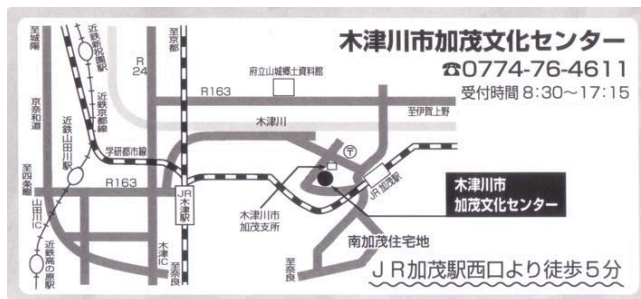 木津川市加茂文化センター
☎0774-76-4611
受付時間 8:30～17:15
至城陽
近鉄新祝園駅
近鉄京都線
R24
至京都
府立山城郷土資料館
R163
至伊賀上野
木津川
京奈和道
近鉄山田川駅
学研都市線
至四条畷
R163
山田川IC
近鉄高の原駅
JR木津駅
木津IC
至奈良
木津川市
加茂支所
〒
JR 加茂駅
木津川市
加茂文化センター
南加茂住宅地
至奈良
JR加茂駅西口より徒歩5分